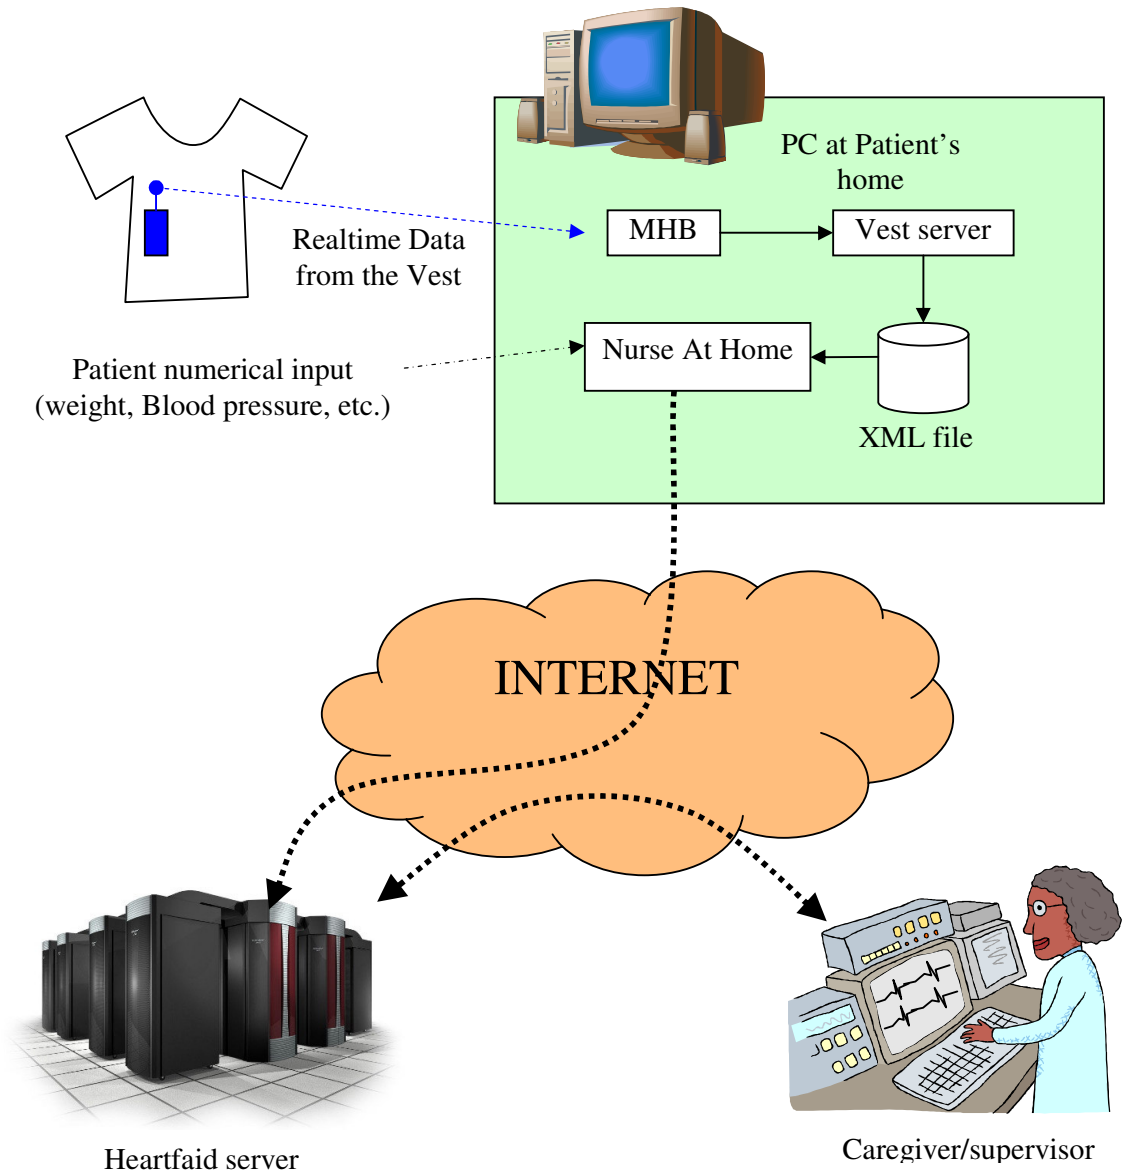 PC at Patient's
home
MHB
Vest server
Realtime Data
from the Vest
Nurse At Home
Patient numerical input
(weight, Blood pressure, etc.)
XML file
INTERNET
Heartfaid server
Caregiver/supervisor